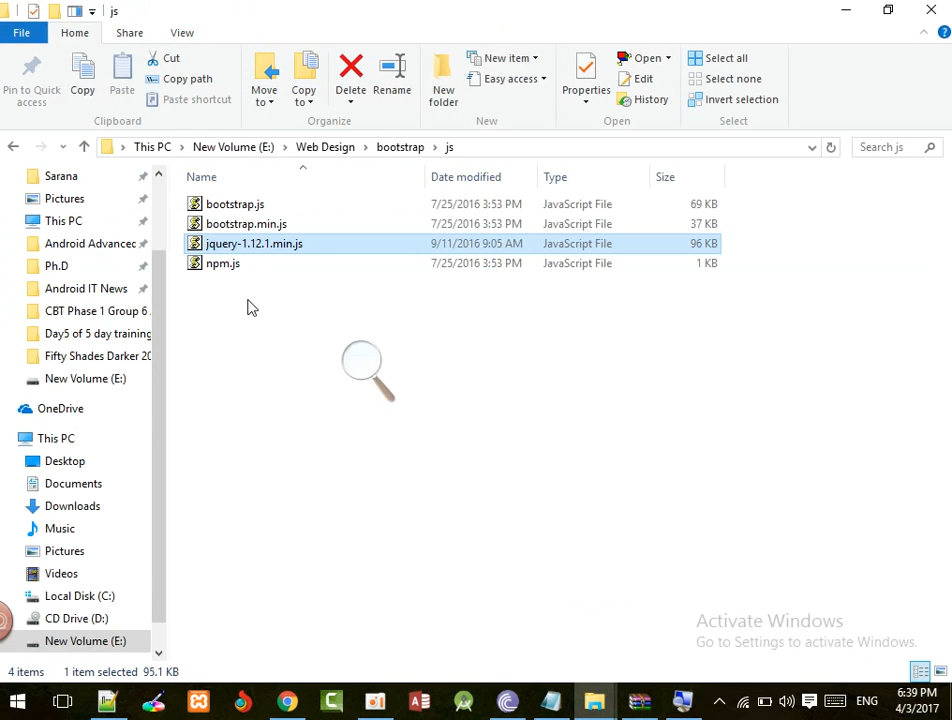 js
File Home Share View
Pin to Quick access
Copy
Paste
Cut
Copy path
Paste shortcut
Clipboard
Move to
Copy to
Delete
Rename
Organize
New folder
New item
Easy access
New
Properties
Open
Edit
History
Open
Select all
Select none
Invert selection
Select
This PC > New Volume (E:) > Web Design > bootstrap > js
Search js
Name Date modified Type Size
bootstrap.js 7/25/2016 3:53 PM JavaScript File 69 KB
bootstrap.min.js 7/25/2016 3:53 PM JavaScript File 37 KB
jquery-1.12.1.min.js 9/11/2016 9:05 AM JavaScript File 96 KB
npm.js 7/25/2016 3:53 PM JavaScript File 1 KB
Sarana
Pictures
This PC
Android Advanced
Ph.D
Android IT News
CBT Phase 1 Group 6
Day5 of 5 day training
Fifty Shades Darker 20
New Volume (E:)
OneDrive
This PC
Desktop
Documents
Downloads
Music
Pictures
Videos
Local Disk (C:)
CD Drive (D:)
New Volume (E:)
Activate Windows
Go to Settings to activate Windows.
4 items 1 item selected 95.1 KB
ENG
6:39 PM
4/3/2017